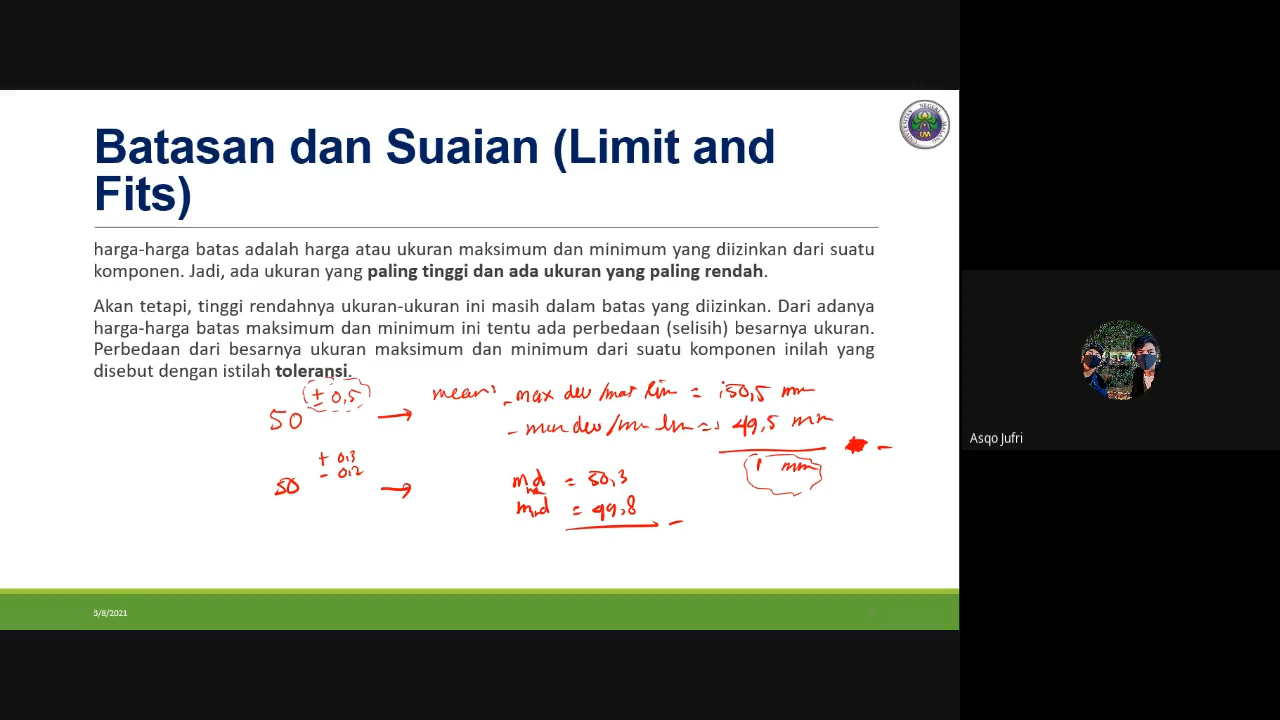 Batasan dan Suaian (Limit and
Fits)
harga-harga batas adalah harga atau ukuran maksimum dan minimum yang diizinkan dari suatu
komponen. Jadi, ada ukuran yang paling tinggi dan ada ukuran yang paling rendah.
Akan tetapi, tinggi rendahnya ukuran-ukuran ini masih dalam batas yang diizinkan. Dari adanya
harga-harga batas maksimum dan minimum ini tentu ada perbedaan (selisih) besarnya ukuran.
Perbedaan dari besarnya ukuran maksimum dan minimum dari suatu komponen inilah yang
disebut dengan istilah toleransi.
50 ± 0,5 → mean: - max dev / lim = 50,5 mm
- min dev / = 49,5 mm
1 mm
50 + 0,3 - 0,2 → = 50,3
= 49,8
3/8/2021
Asqo Jufri